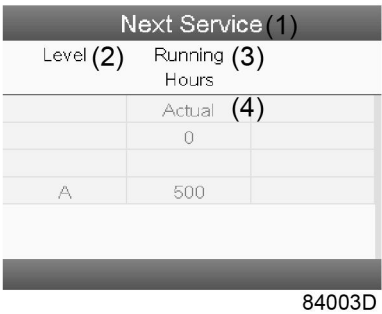 Next Service (1)
Level (2) Running (3)
Hours
Actual (4)
0
A 500
84003D